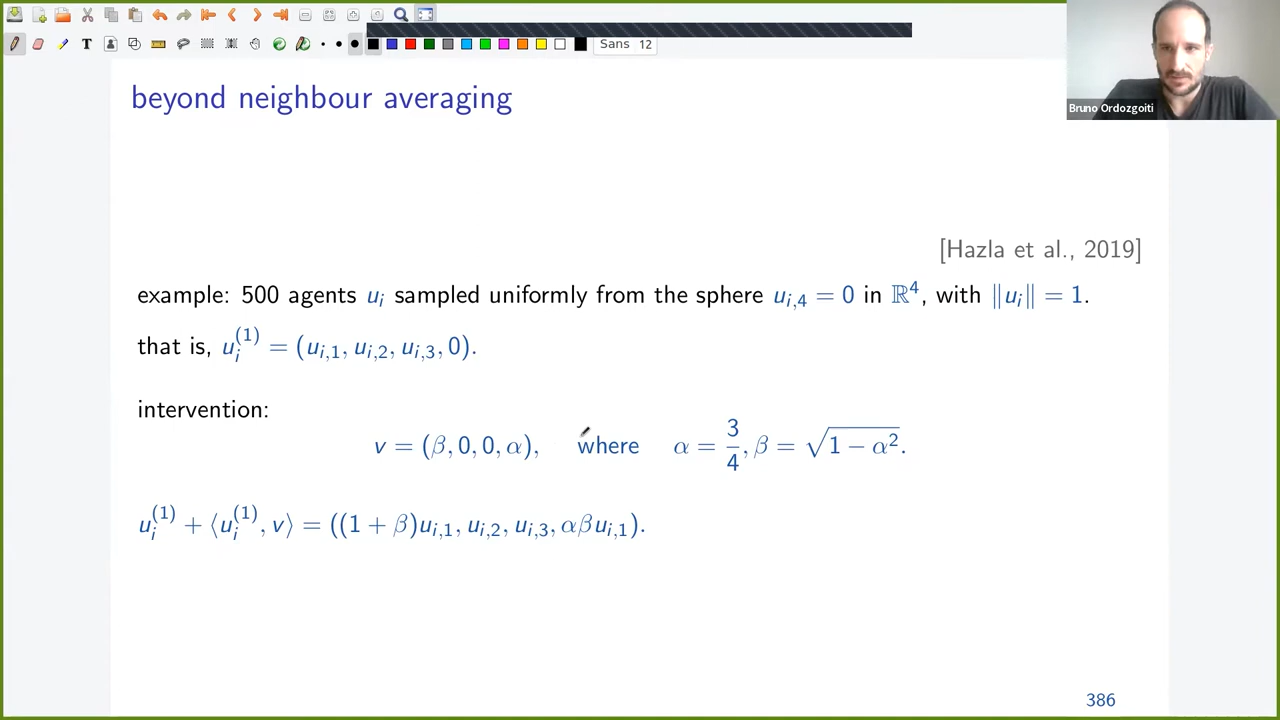 Sans 12
beyond neighbour averaging
Bruno Ordozgoiti
[Hazla et al., 2019]
example: 500 agents u_i sampled uniformly from the sphere u_{i,4} = 0 in ℝ^4, with ‖u_i‖ = 1.
that is, u_i^{(1)} = (u_{i,1}, u_{i,2}, u_{i,3}, 0).
intervention:
v = (β, 0, 0, α), where α = 3/4, β = √(1 − α²).
u_i^{(1)} + ⟨u_i^{(1)}, v⟩ = ((1 + β)u_{i,1}, u_{i,2}, u_{i,3}, αβu_{i,1}).
386